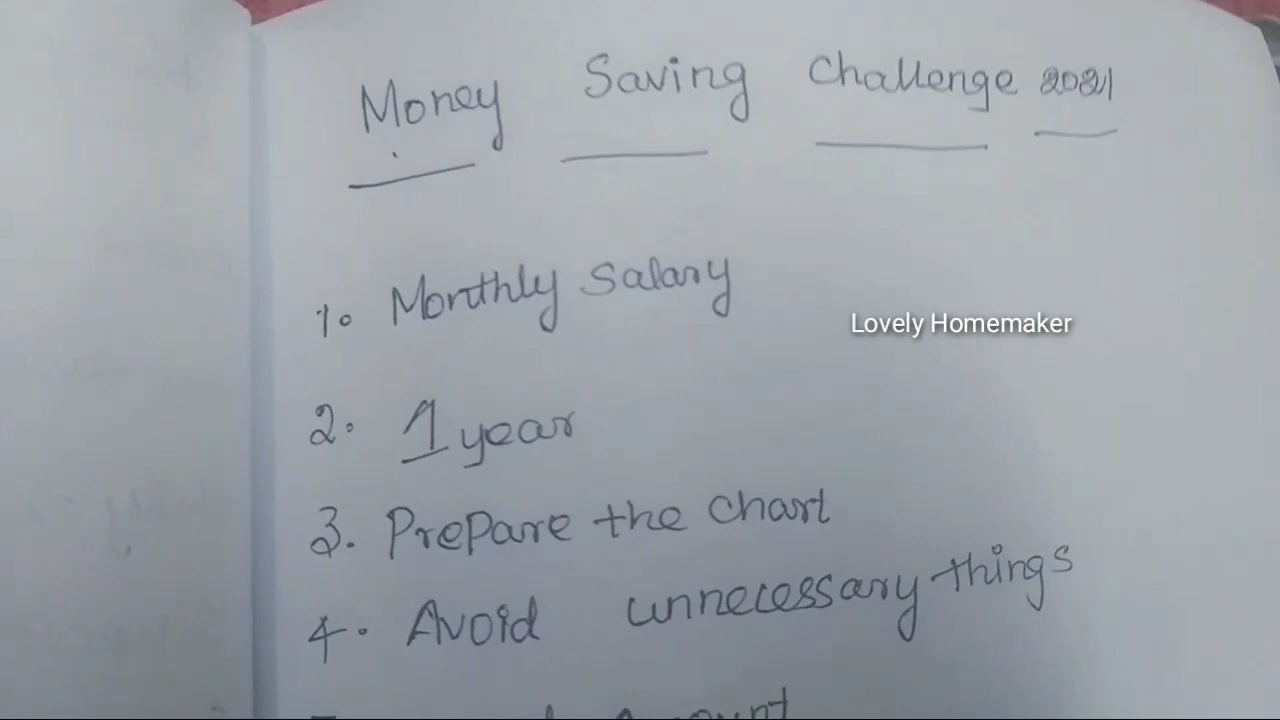 Money Saving Challenge 2021
1. Monthly Salary
Lovely Homemaker
2. 1 year
3. Prepare the chart
4. Avoid unnecessary things